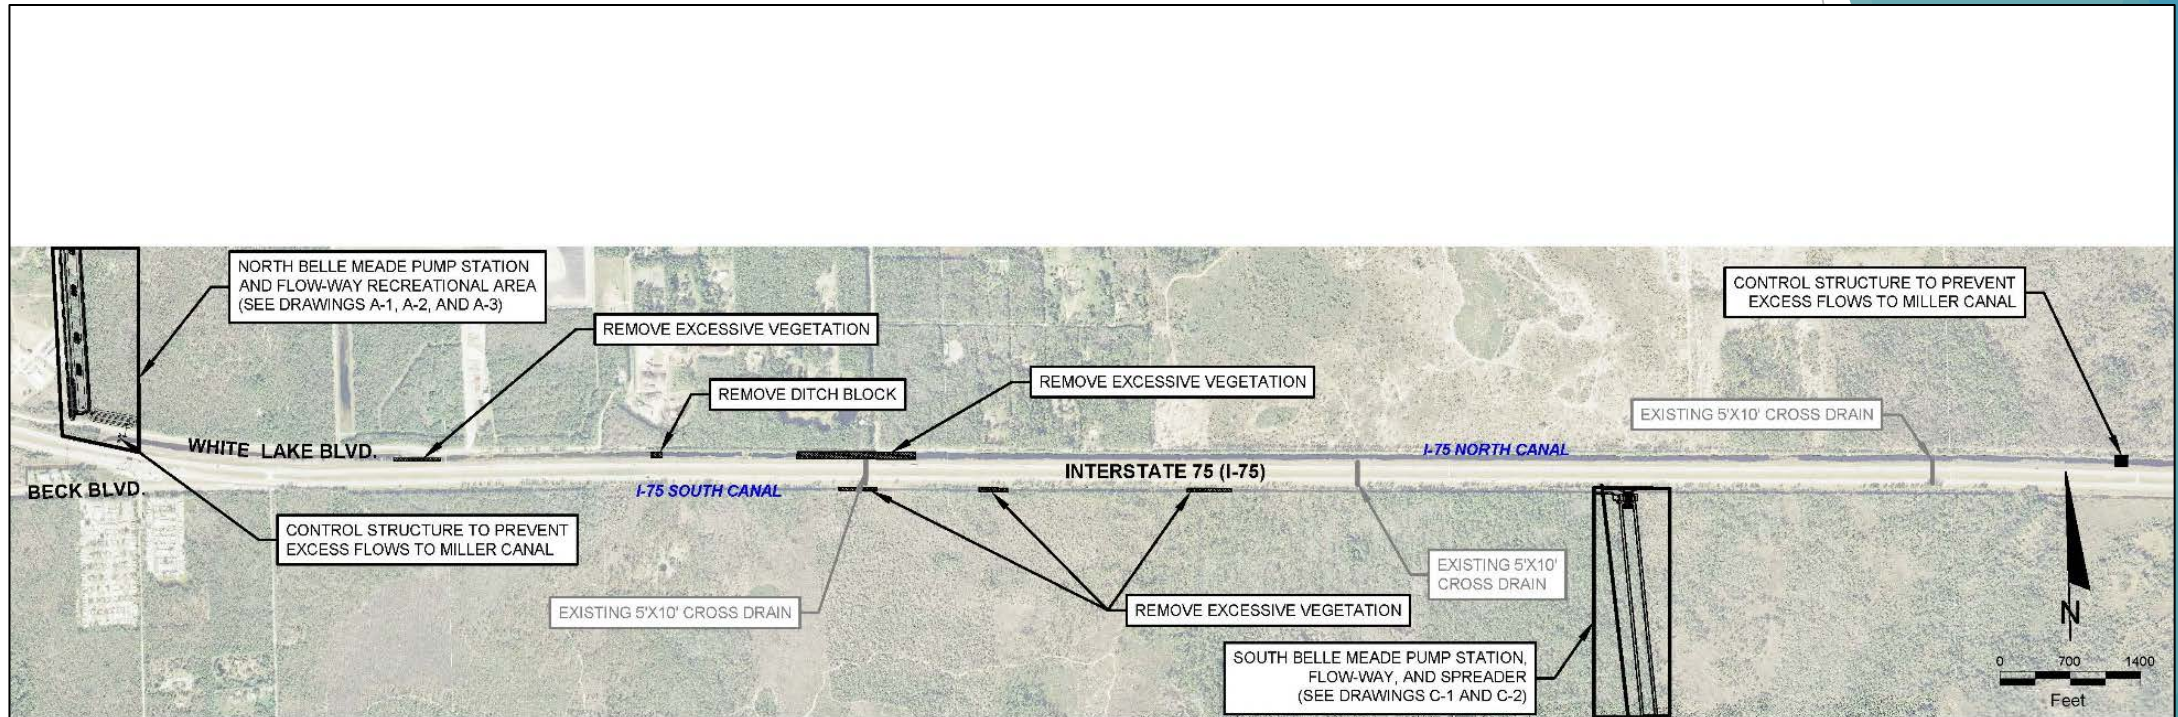 NORTH BELLE MEADE PUMP STATION
AND FLOW-WAY RECREATIONAL AREA
(SEE DRAWINGS A-1, A-2, AND A-3)
CONTROL STRUCTURE TO PREVENT
EXCESS FLOWS TO MILLER CANAL
REMOVE EXCESSIVE VEGETATION
REMOVE EXCESSIVE VEGETATION
REMOVE DITCH BLOCK
EXISTING 5'X10' CROSS DRAIN
WHITE LAKE BLVD.
I-75 NORTH CANAL
INTERSTATE 75 (I-75)
BECK BLVD.
I-75 SOUTH CANAL
CONTROL STRUCTURE TO PREVENT
EXCESS FLOWS TO MILLER CANAL
EXISTING 5'X10'
CROSS DRAIN
EXISTING 5'X10' CROSS DRAIN
REMOVE EXCESSIVE VEGETATION
SOUTH BELLE MEADE PUMP STATION,
FLOW-WAY, AND SPREADER
(SEE DRAWINGS C-1 AND C-2)
N
0 700 1400
Feet